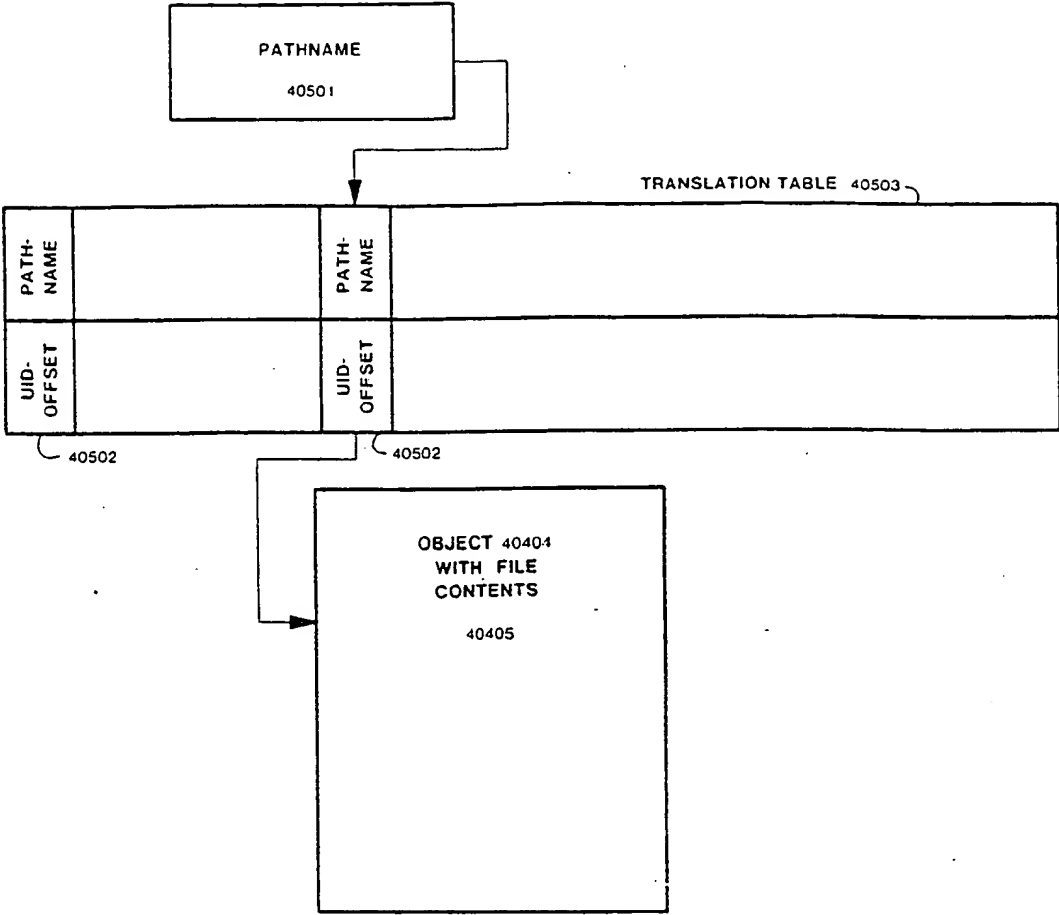 PATHNAME
40501
TRANSLATION TABLE 40503
PATH-
NAME
PATH-
NAME
UID-
OFFSET
UID-
OFFSET
40502
40502
OBJECT 40404
WITH FILE
CONTENTS
40405